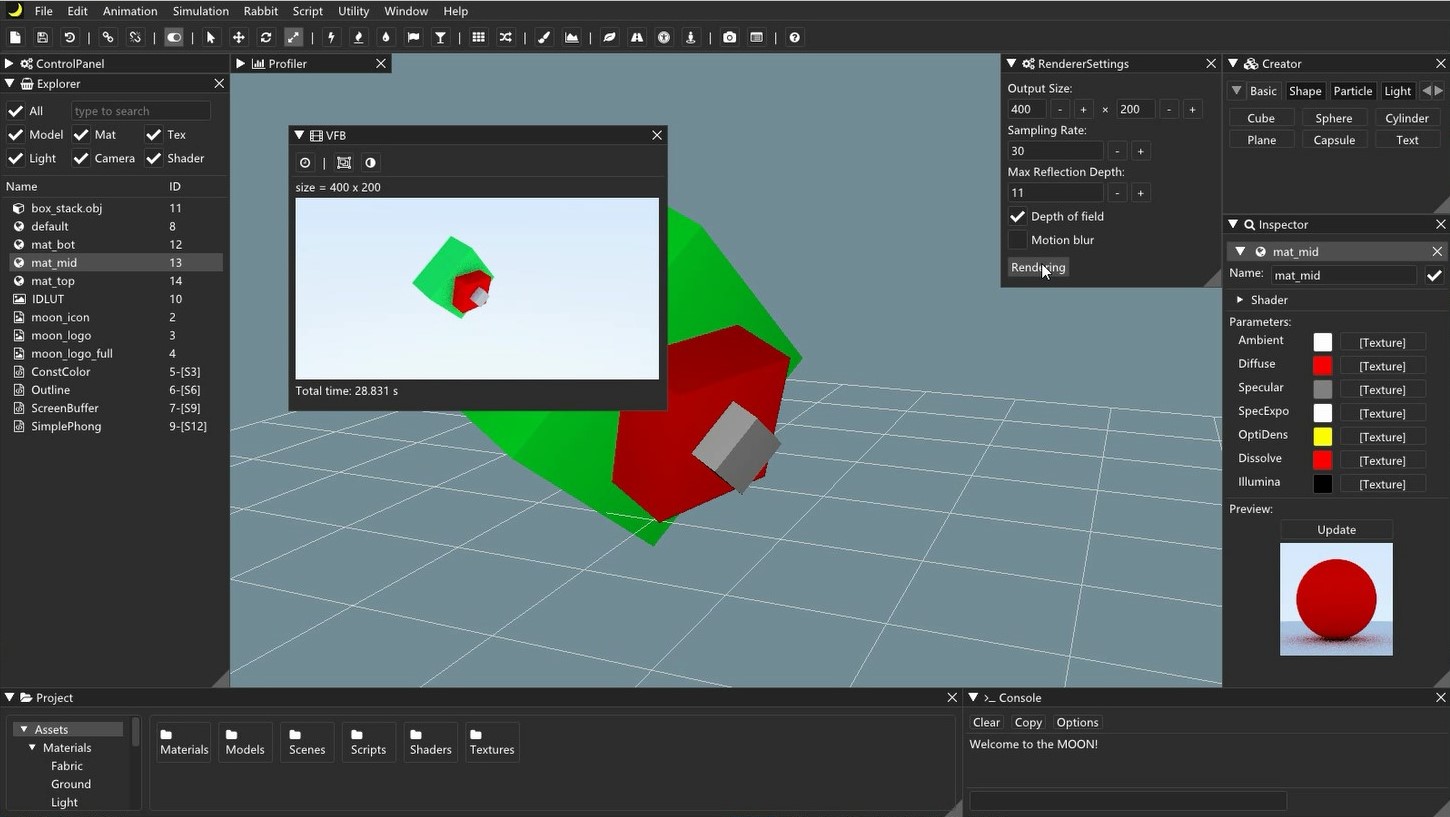 File Edit Animation Simulation Rabbit Script Utility Window Help
ControlPanel
Explorer
All type to search
Model Mat Tex
Light Camera Shader
Name ID
box_stack.obj 11
default 8
mat_bot 12
mat_mid 13
mat_top 14
IDLUT 10
moon_icon 2
moon_logo 3
moon_logo_full 4
ConstColor 5-[S3]
Outline 6-[S6]
ScreenBuffer 7-[S9]
SimplePhong 9-[S12]
Profiler
VFB
size = 400 x 200
Total time: 28.831 s
RendererSettings
Output Size:
400 - + × 200 - +
Sampling Rate:
30 - +
Max Reflection Depth:
11 - +
Depth of field
Motion blur
Rendering
Creator
Basic Shape Particle Light
Cube Sphere Cylinder
Plane Capsule Text
Inspector
mat_mid
Name: mat_mid
Shader
Parameters:
Ambient [Texture]
Diffuse [Texture]
Specular [Texture]
SpecExpo [Texture]
OptiDens [Texture]
Dissolve [Texture]
Illumina [Texture]
Preview:
Update
Project
Assets
Materials
Fabric
Ground
Light
Materials Models Scenes Scripts Shaders Textures
>_ Console
Clear Copy Options
Welcome to the MOON!